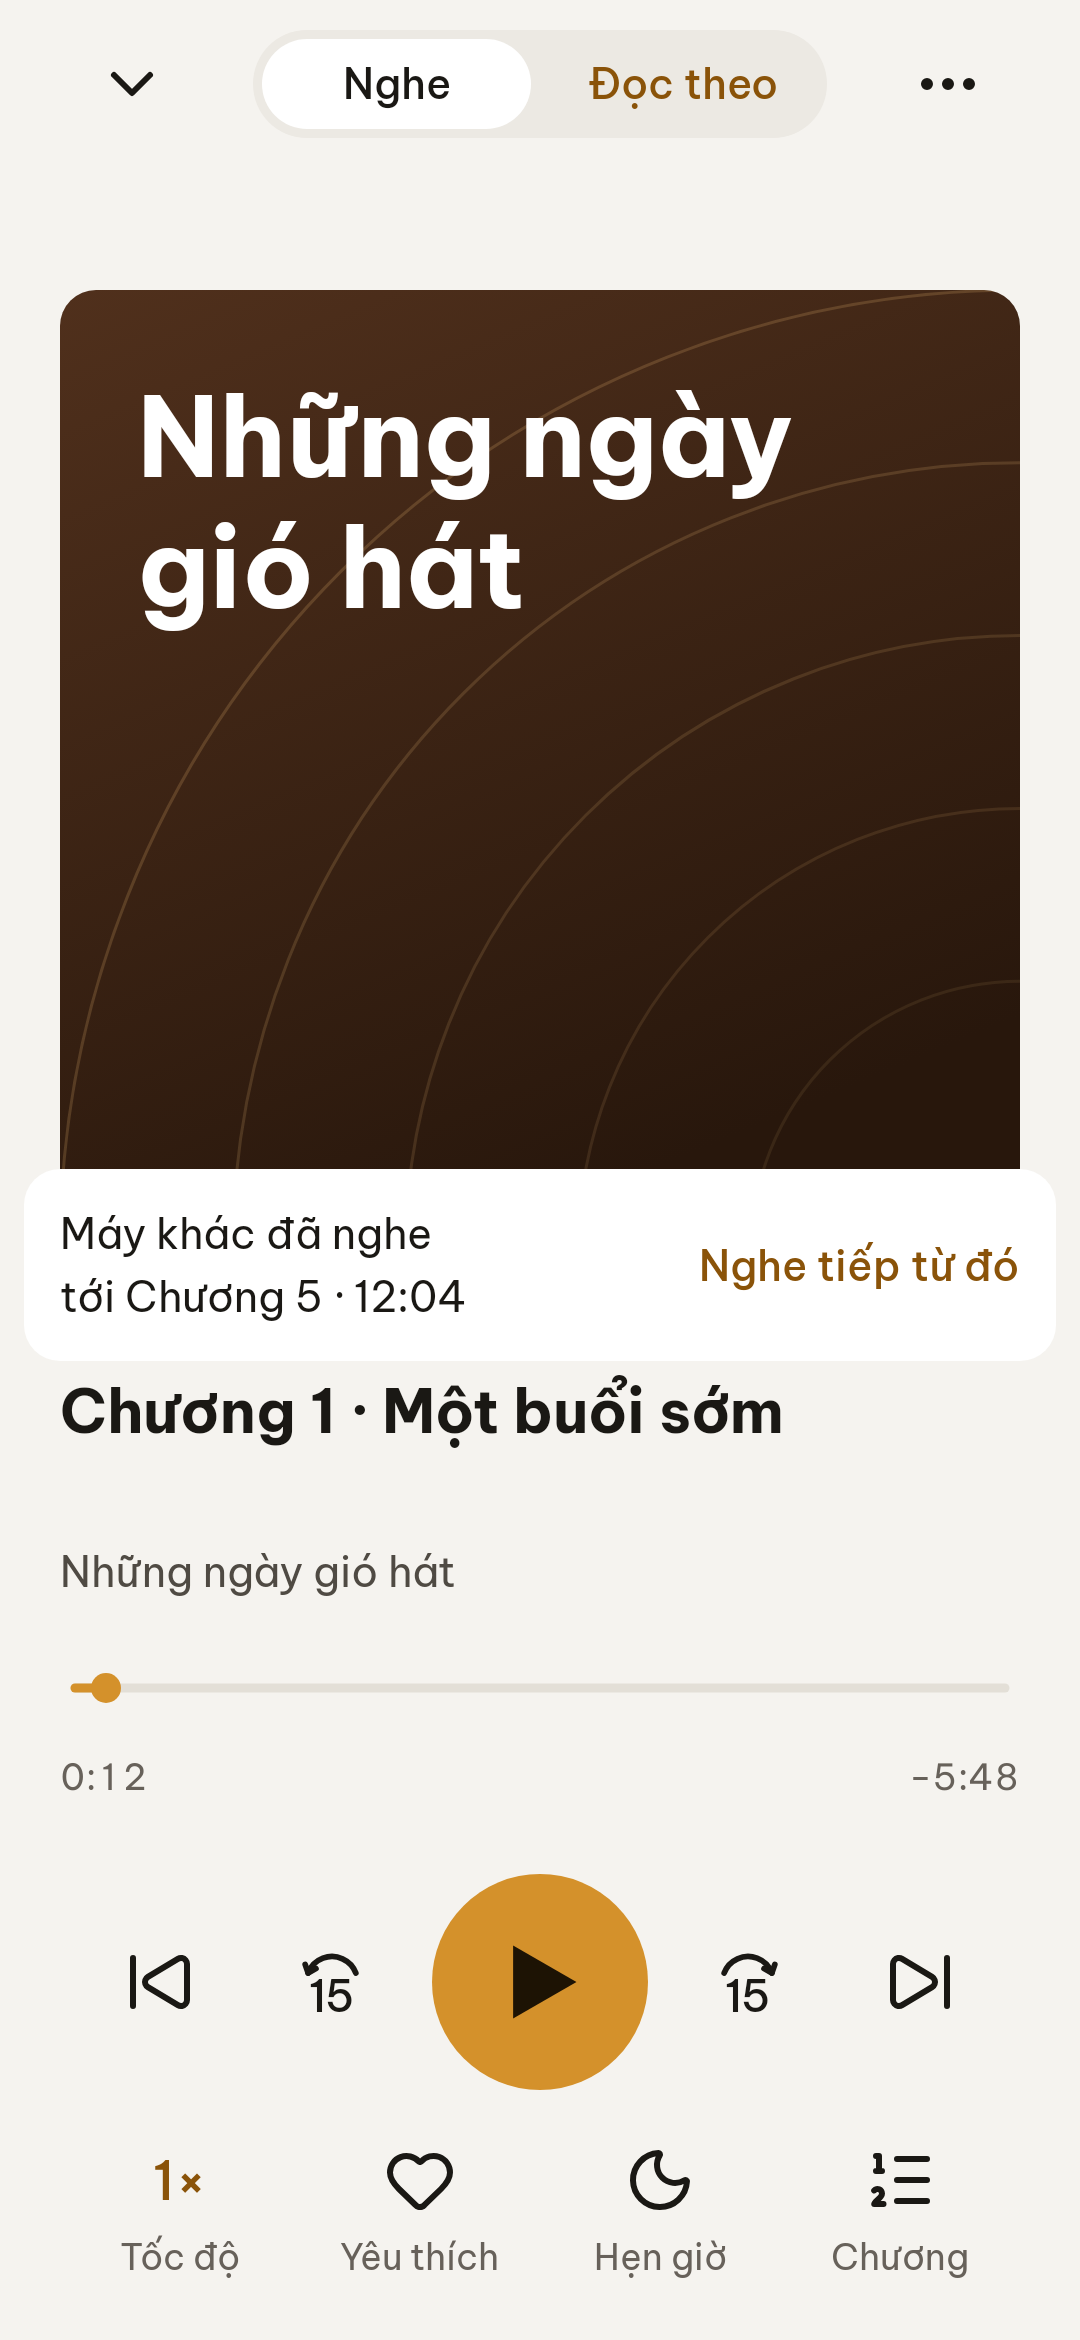 Nghe
Đọc theo
Những ngày
gió hát
Máy khác đã nghe
tới Chương 5 · 12:04
Nghe tiếp từ đó
Chương 1 · Một buổi sớm
Những ngày gió hát
0:12
−5:48
15
15
1×
Tốc độ
Yêu thích
Hẹn giờ
Chương